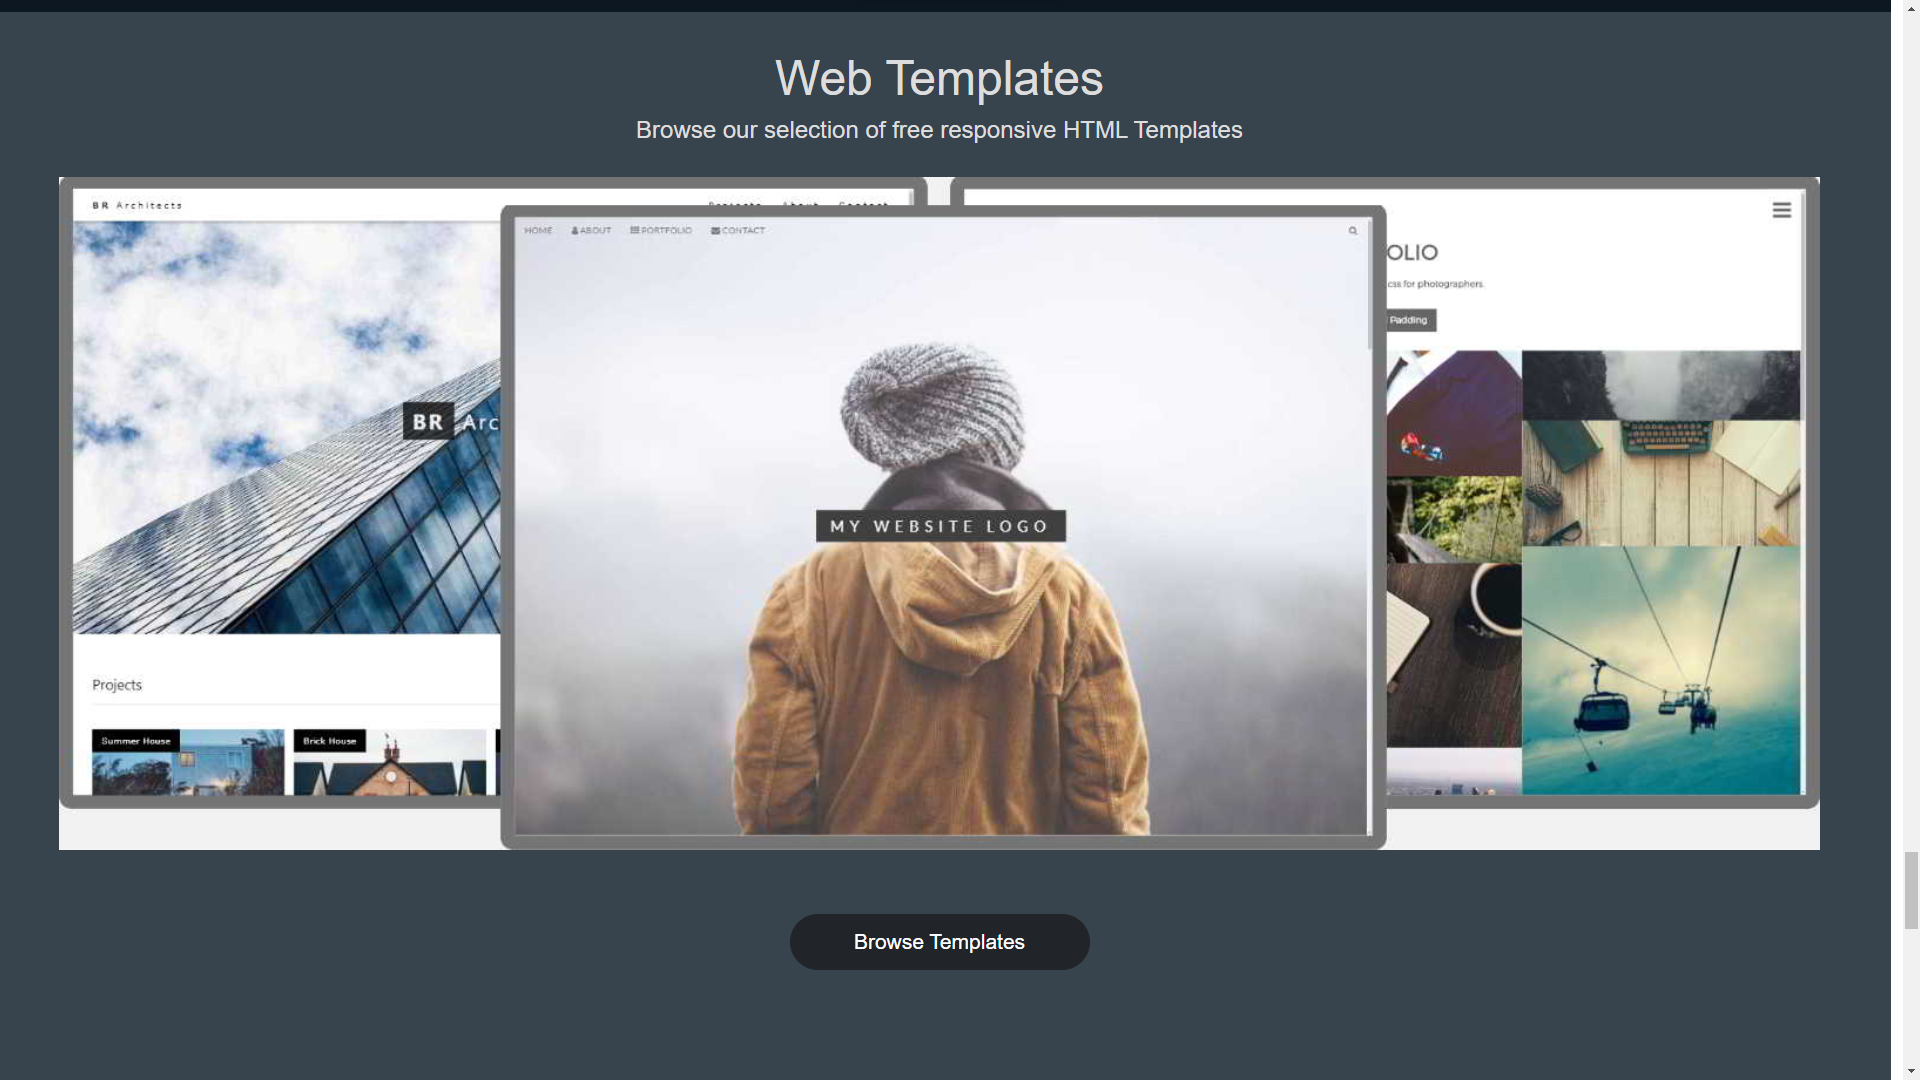 Web Templates
Browse our selection of free responsive HTML Templates
BR Architects
HOME ABOUT PORTFOLIO CONTACT
OLIO
css for photographers.
Padding
BR Arc
MY WEBSITE LOGO
Projects
Summer House
Brick House
Browse Templates